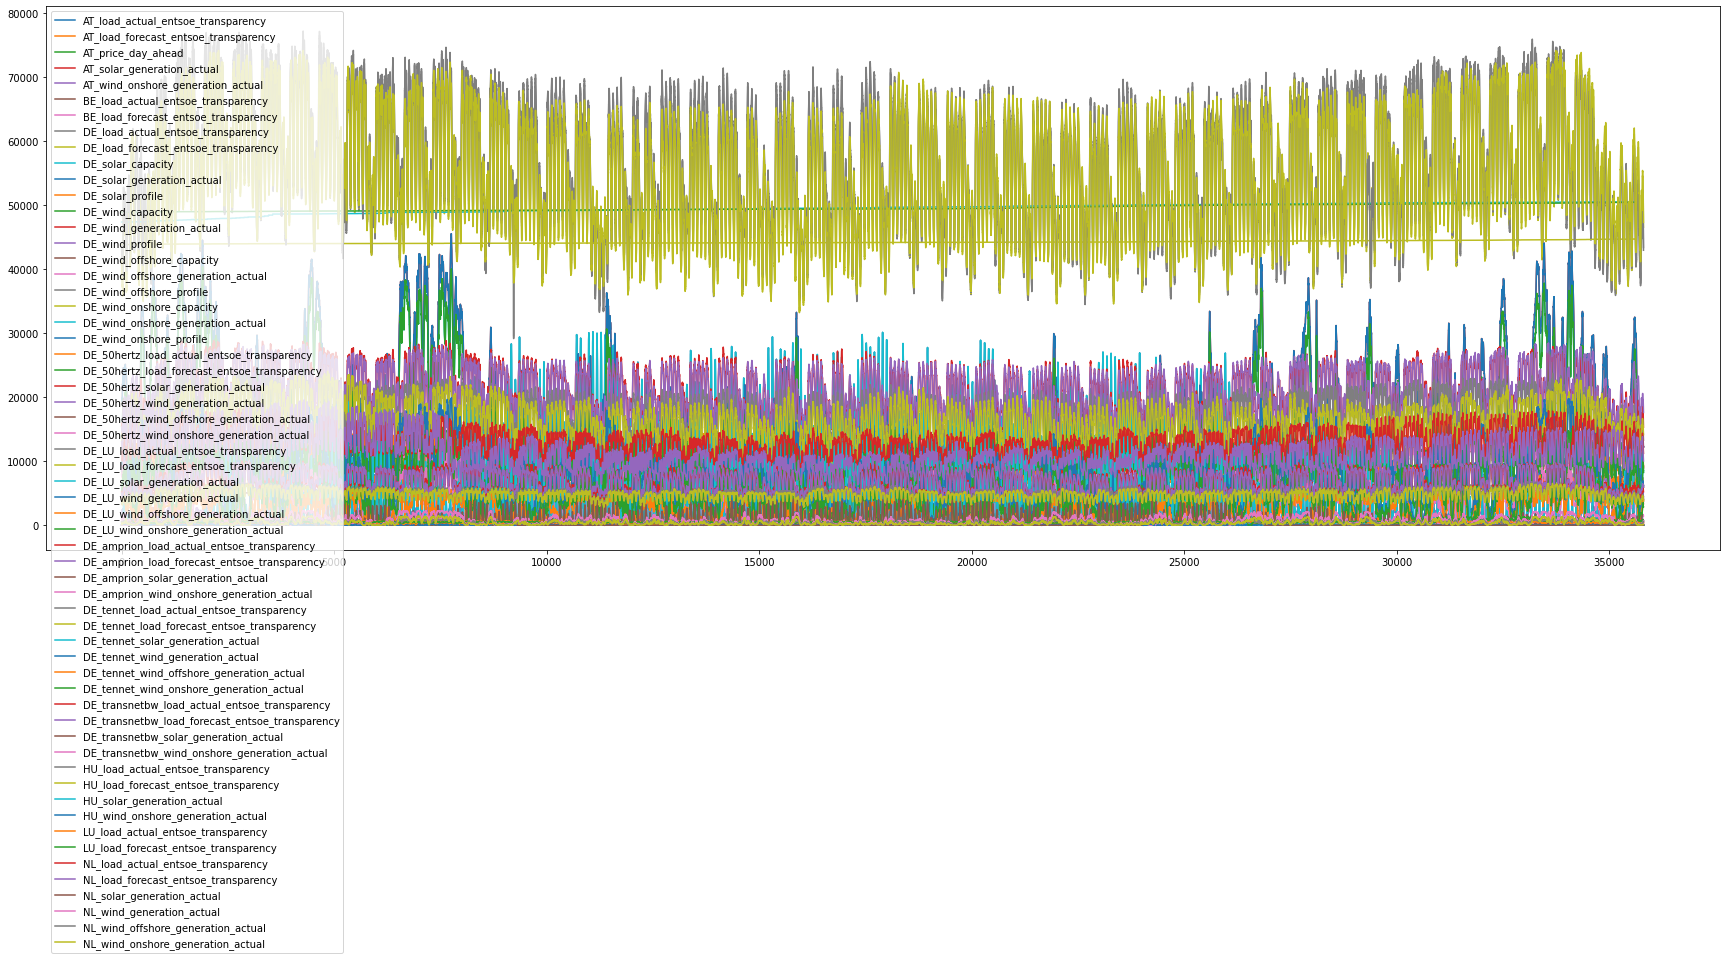 80000
70000
60000
50000
40000
30000
20000
10000
0
AT_load_actual_entsoe_transparency
AT_load_forecast_entsoe_transparency
AT_price_day_ahead
AT_solar_generation_actual
AT_wind_onshore_generation_actual
BE_load_actual_entsoe_transparency
BE_load_forecast_entsoe_transparency
DE_load_actual_entsoe_transparency
DE_load_forecast_entsoe_transparency
DE_solar_capacity
DE_solar_generation_actual
DE_solar_profile
DE_wind_capacity
DE_wind_generation_actual
DE_wind_profile
DE_wind_offshore_capacity
DE_wind_offshore_generation_actual
DE_wind_offshore_profile
DE_wind_onshore_capacity
DE_wind_onshore_generation_actual
DE_wind_onshore_profile
DE_50hertz_load_actual_entsoe_transparency
DE_50hertz_load_forecast_entsoe_transparency
DE_50hertz_solar_generation_actual
DE_50hertz_wind_generation_actual
DE_50hertz_wind_offshore_generation_actual
DE_50hertz_wind_onshore_generation_actual
DE_LU_load_actual_entsoe_transparency
DE_LU_load_forecast_entsoe_transparency
DE_LU_solar_generation_actual
DE_LU_wind_generation_actual
DE_LU_wind_offshore_generation_actual
DE_LU_wind_onshore_generation_actual
DE_amprion_load_actual_entsoe_transparency
DE_amprion_load_forecast_entsoe_transparency
DE_amprion_solar_generation_actual
DE_amprion_wind_onshore_generation_actual
DE_tennet_load_actual_entsoe_transparency
DE_tennet_load_forecast_entsoe_transparency
DE_tennet_solar_generation_actual
DE_tennet_wind_generation_actual
DE_tennet_wind_offshore_generation_actual
DE_tennet_wind_onshore_generation_actual
DE_transnetbw_load_actual_entsoe_transparency
DE_transnetbw_load_forecast_entsoe_transparency
DE_transnetbw_solar_generation_actual
DE_transnetbw_wind_onshore_generation_actual
HU_load_actual_entsoe_transparency
HU_load_forecast_entsoe_transparency
HU_solar_generation_actual
HU_wind_onshore_generation_actual
LU_load_actual_entsoe_transparency
LU_load_forecast_entsoe_transparency
NL_load_actual_entsoe_transparency
NL_load_forecast_entsoe_transparency
NL_solar_generation_actual
NL_wind_generation_actual
NL_wind_offshore_generation_actual
NL_wind_onshore_generation_actual
0 5000 10000 15000 20000 25000 30000 35000